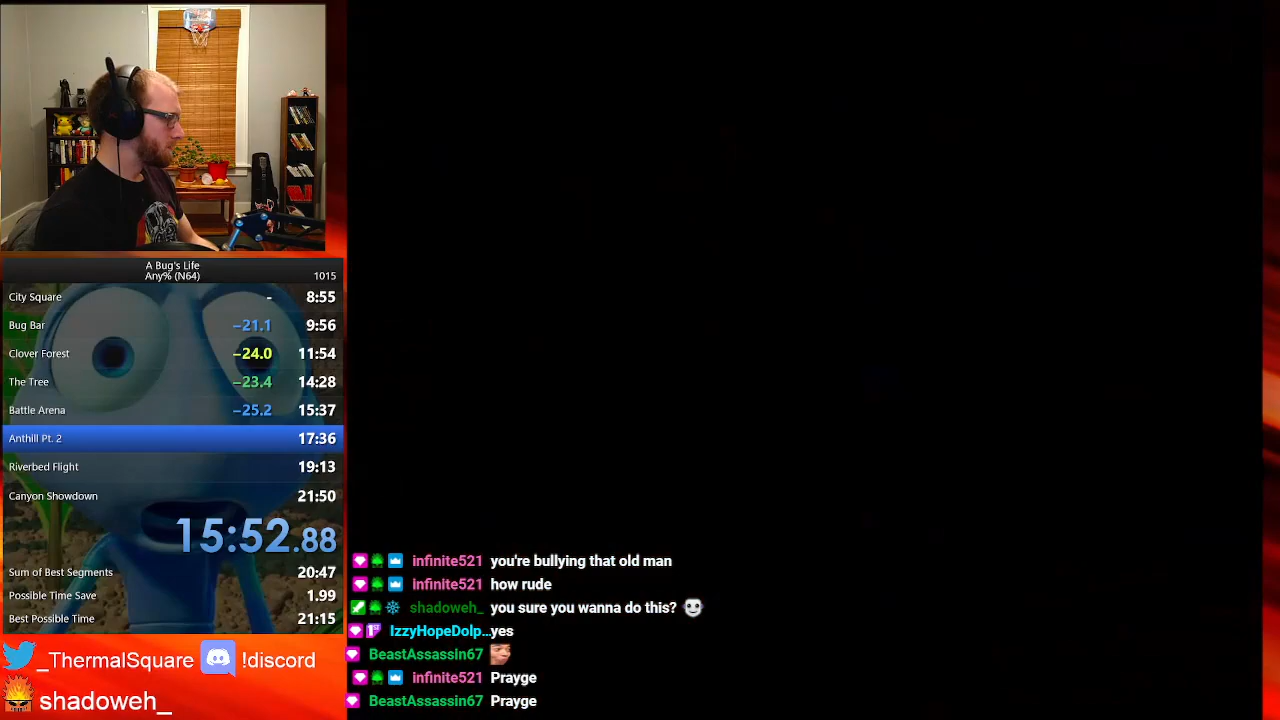 A Bug's Life
Any% (N64) 1015
City Square - 8:55
Bug Bar −21.1 9:56
Clover Forest −24.0 11:54
The Tree −23.4 14:28
Battle Arena −25.2 15:37
Anthill Pt. 2 17:36
Riverbed Flight 19:13
Canyon Showdown 21:50
15:52.88
Sum of Best Segments 20:47
Possible Time Save 1.99
Best Possible Time 21:15
_ThermalSquare !discord
shadoweh_
infinite521 you're bullying that old man
infinite521 how rude
shadoweh_ you sure you wanna do this?
IzzyHopeDolp... yes
BeastAssassin67
infinite521 Prayge
BeastAssassin67 Prayge